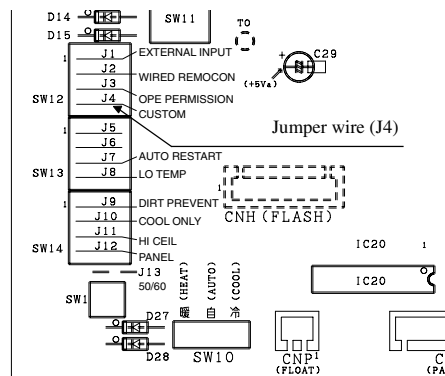 D14
D15
SW11
TO
C29
+
(+5Va)
1 J1 EXTERNAL INPUT
J2 WIRED REMOCON
J3 OPE PERMISSION
SW12 J4 CUSTOM
Jumper wire (J4)
J5
J6
J7 AUTO RESTART
SW13 J8 LO TEMP
1
CNH (FLASH)
1 J9 DIRT PREVENT
J10 COOL ONLY
J11 HI CEIL
SW14 J12 PANEL
J13
50/60
SW1
暖 (HEAT)
自 (AUTO)
冷 (COOL)
IC20 1
IC20
D27
D28
SW10
CNP 1
(FLOAT)
C
(PA